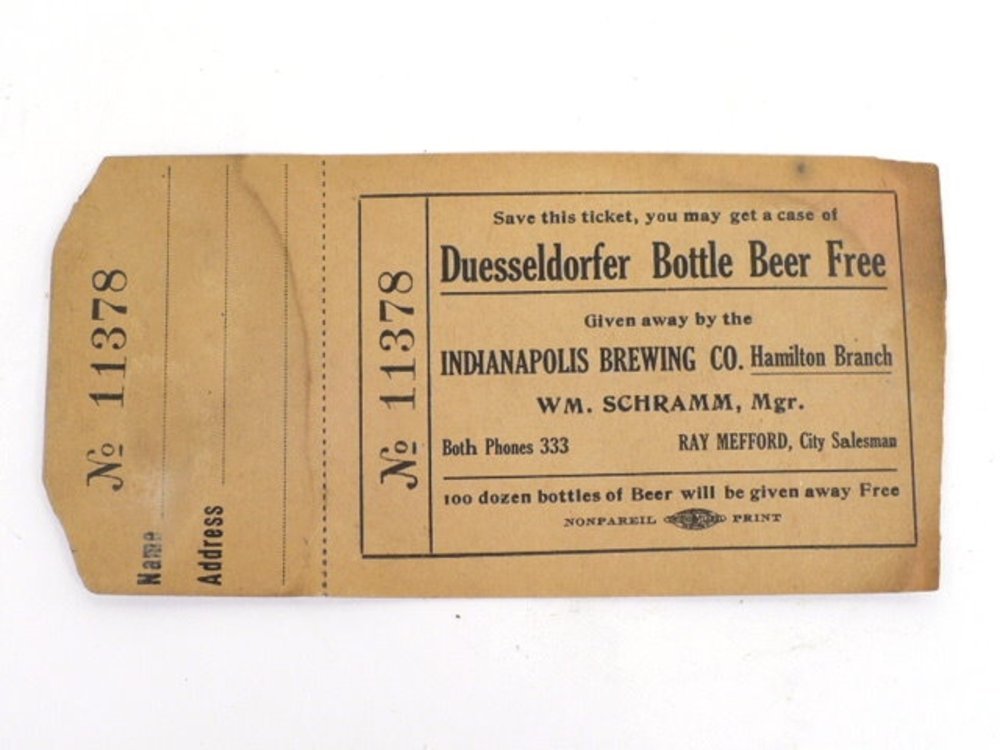 № 11378
Name
Address
№ 11378
Save this ticket, you may get a case of
Duesseldorfer Bottle Beer Free
Given away by the
INDIANAPOLIS BREWING CO. Hamilton Branch
WM. SCHRAMM, Mgr.
Both Phones 333 RAY MEFFORD, City Salesman
100 dozen bottles of Beer will be given away Free
NONPAREIL PRINT